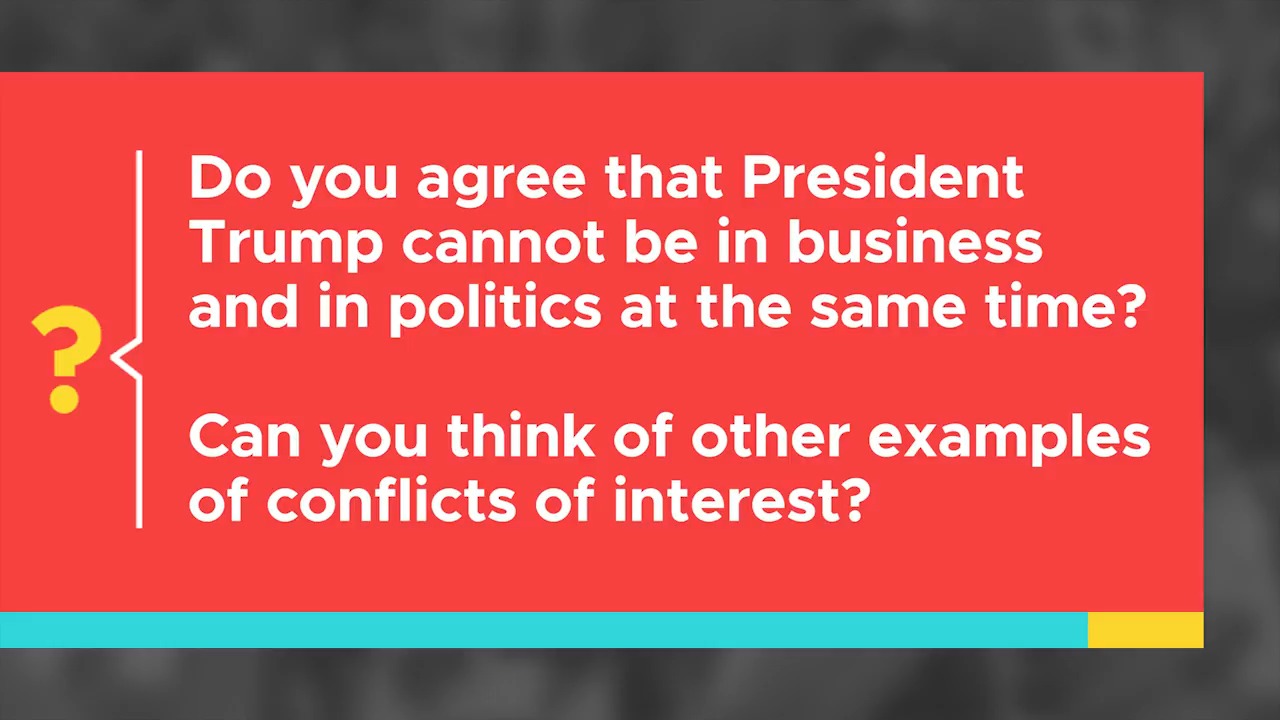 ?
Do you agree that President
Trump cannot be in business
and in politics at the same time?
Can you think of other examples
of conflicts of interest?